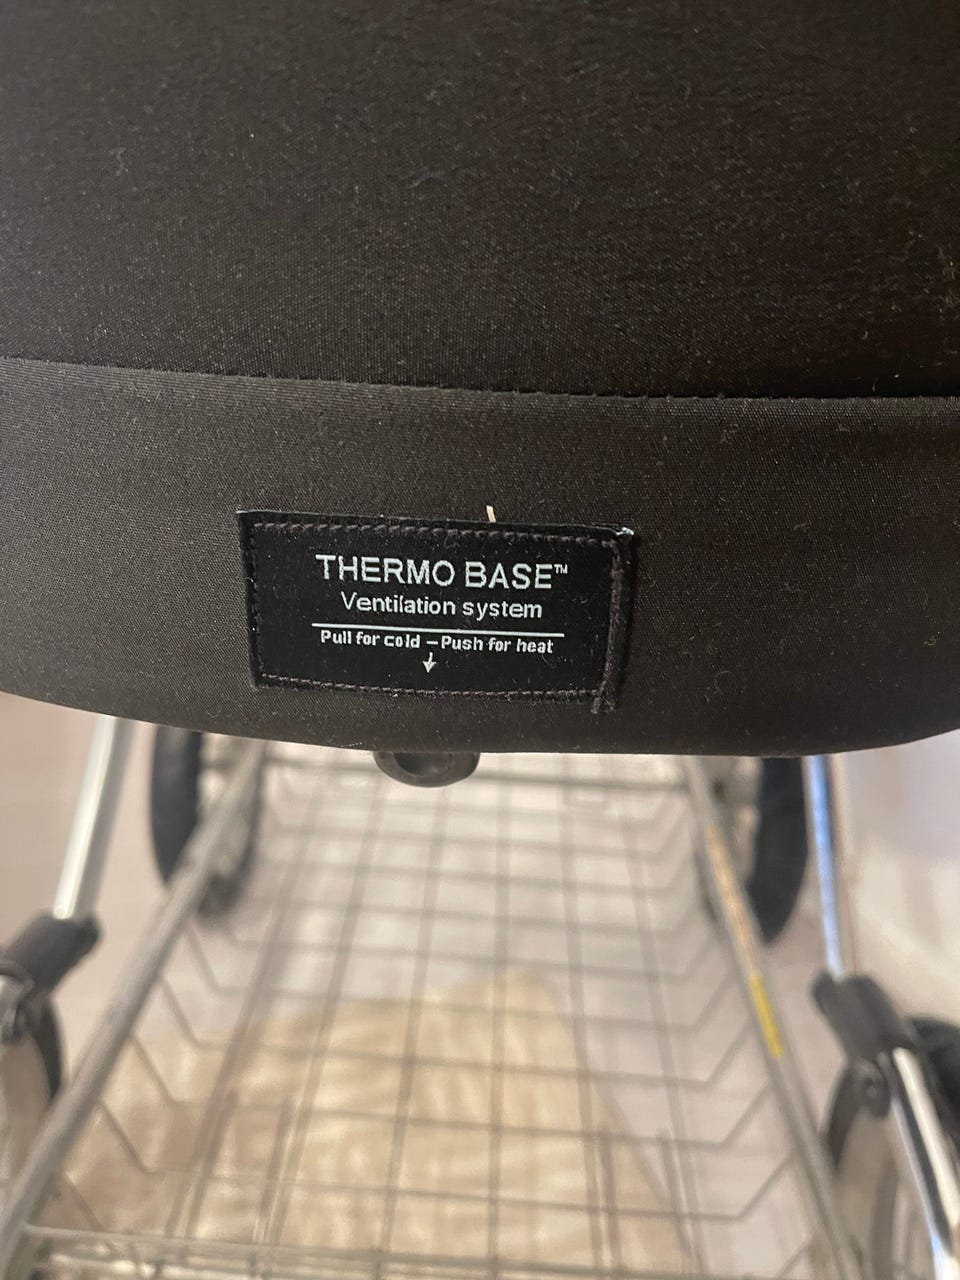 THERMO BASE™
Ventilation system
Pull for cold – Push for heat